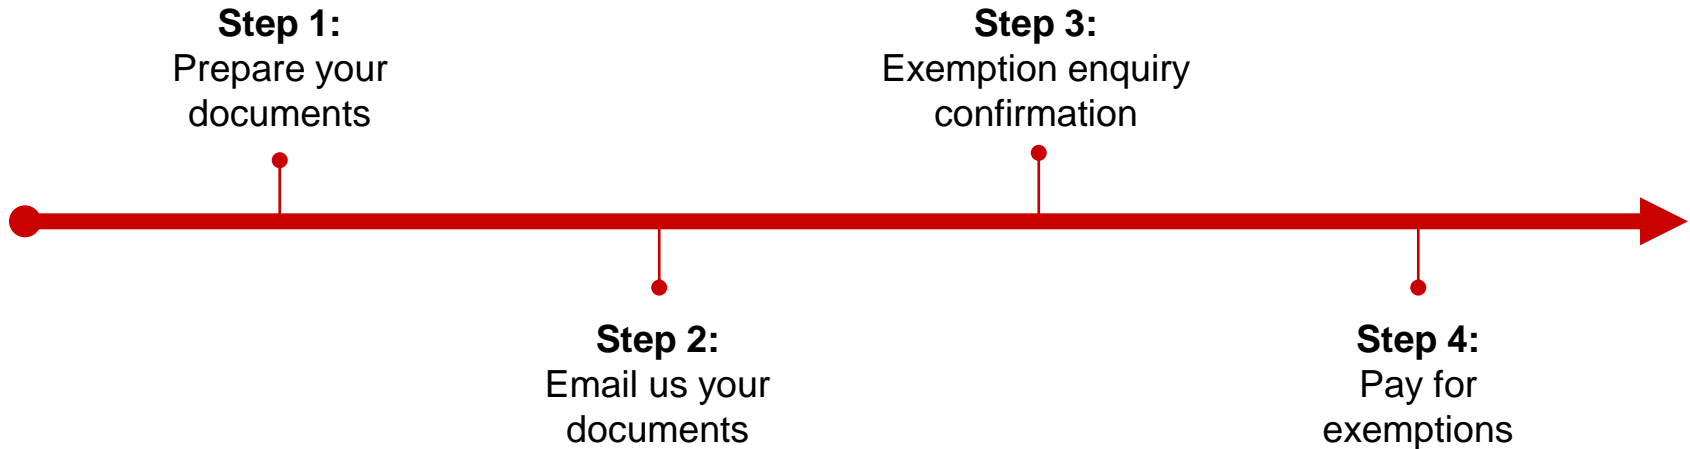 Step 1:
Prepare your
documents
Step 2:
Email us your
documents
Step 3:
Exemption enquiry
confirmation
Step 4:
Pay for
exemptions